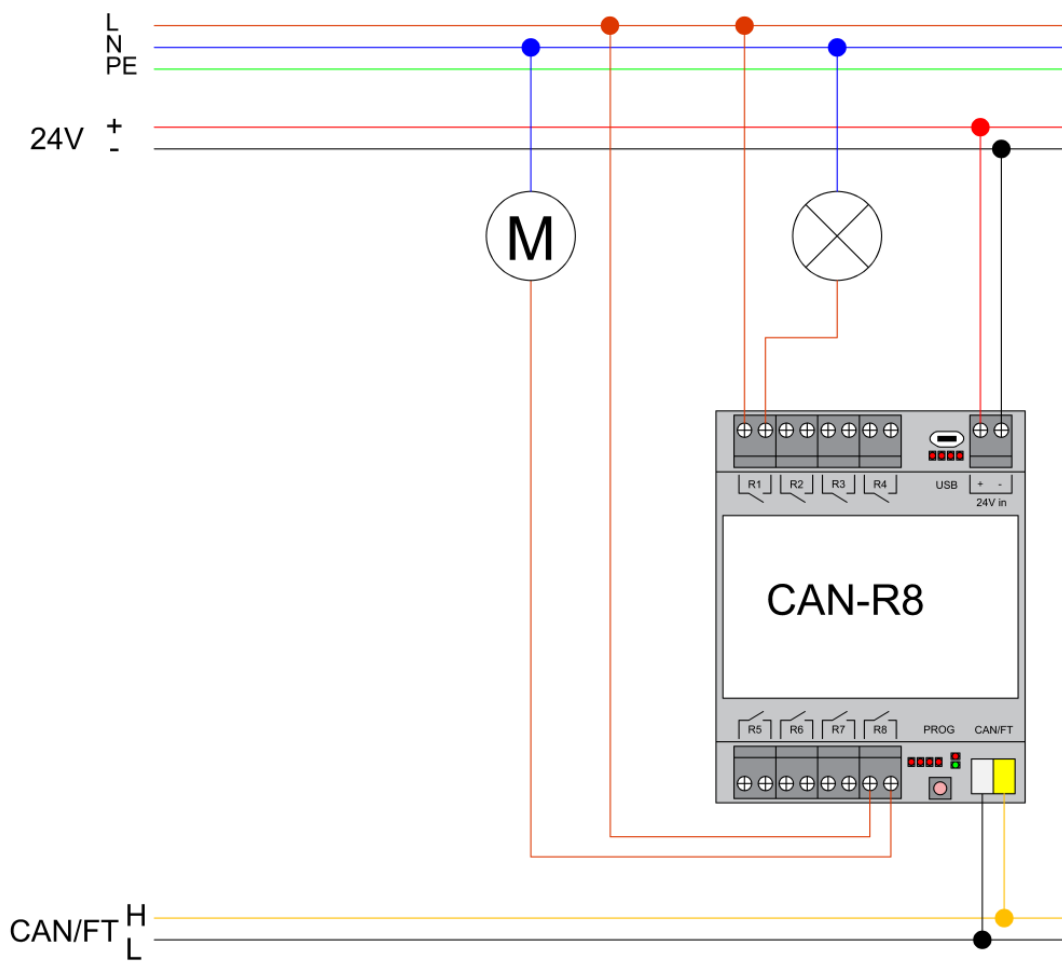 L
N
PE
24V
+
-
M
R1 R2 R3 R4 USB + -
24V in
CAN-R8
R5 R6 R7 R8 PROG CAN/FT
CAN/FT H
L